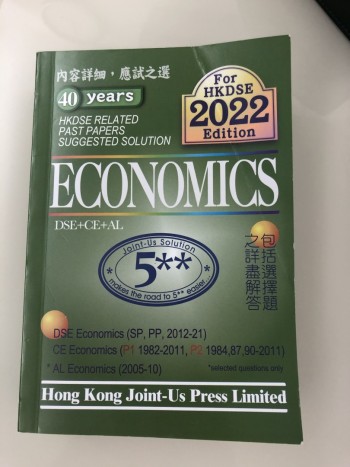 內容詳細，應試之選
40 years
HKDSE RELATED
PAST PAPERS
SUGGESTED SOLUTION
For
HKDSE
2022
Edition
ECONOMICS
DSE+CE+AL
Joint-Us Solution
5**
* makes the road to 5** easier *
包括選擇題
之詳盡解答
DSE Economics (SP, PP, 2012-21)
CE Economics (P1 1982-2011, P2 1984,87,90-2011)
* AL Economics (2005-10)
*selected questions only
Hong Kong Joint-Us Press Limited